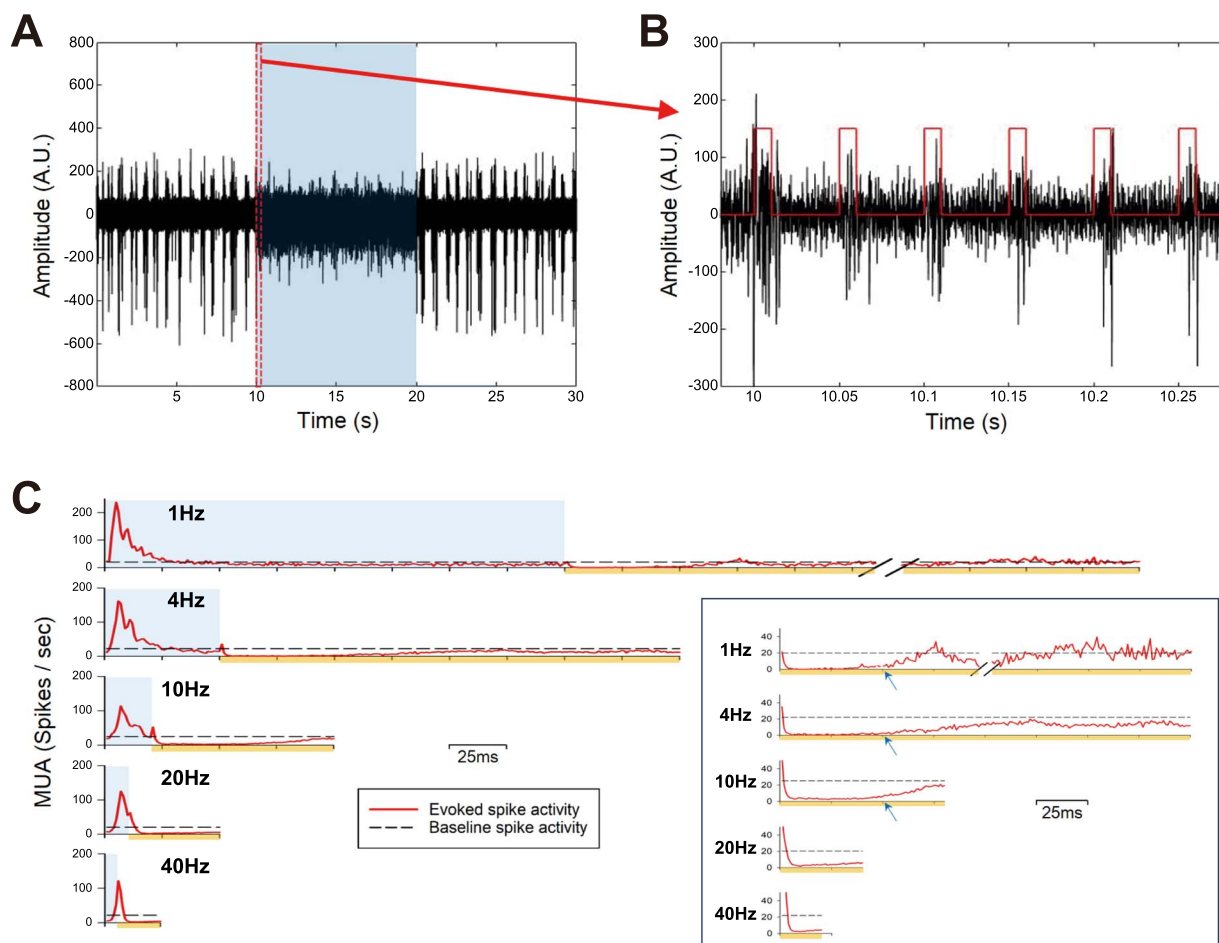 A
B
800
600
400
200
0
-200
-400
-600
-800
Amplitude (A.U.)
5
10
15
20
25
30
Time (s)
300
200
100
0
-100
-200
-300
Amplitude (A.U.)
10
10.05
10.1
10.15
10.2
10.25
Time (s)
C
MUA (Spikes / sec)
200
100
0
1Hz
200
100
0
4Hz
200
100
0
10Hz
200
100
0
20Hz
200
100
0
40Hz
25ms
Evoked spike activity
Baseline spike activity
1Hz
40
20
0
4Hz
40
20
0
10Hz
40
20
0
20Hz
40
20
0
40Hz
40
20
0
25ms